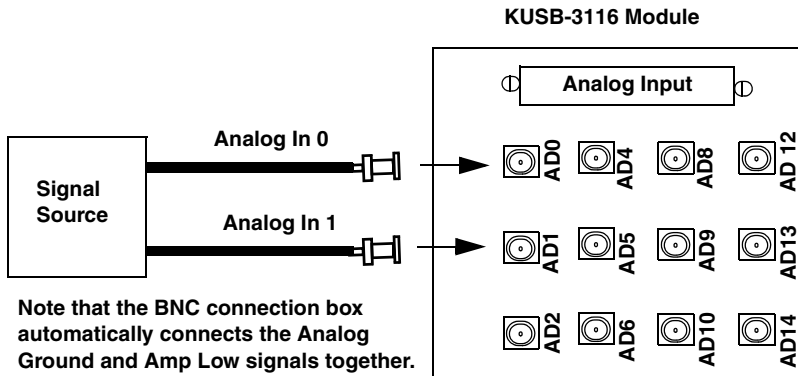 KUSB-3116 Module
Analog Input
Analog In 0
AD0
AD4
AD8
AD 12
Signal
Source
Analog In 1
AD1
AD5
AD9
AD13
Note that the BNC connection box
automatically connects the Analog
Ground and Amp Low signals together.
AD2
AD6
AD10
AD14